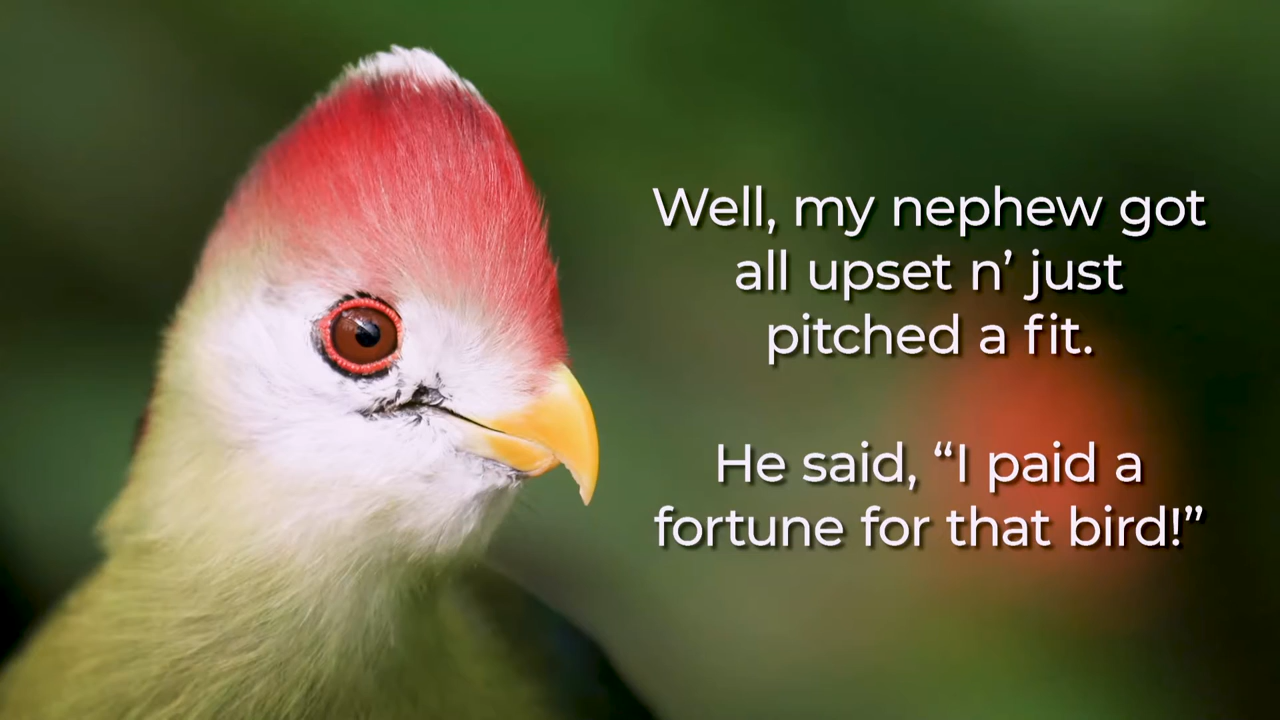 Well, my nephew got
all upset n’ just
pitched a fit.
He said, “I paid a
fortune for that bird!”